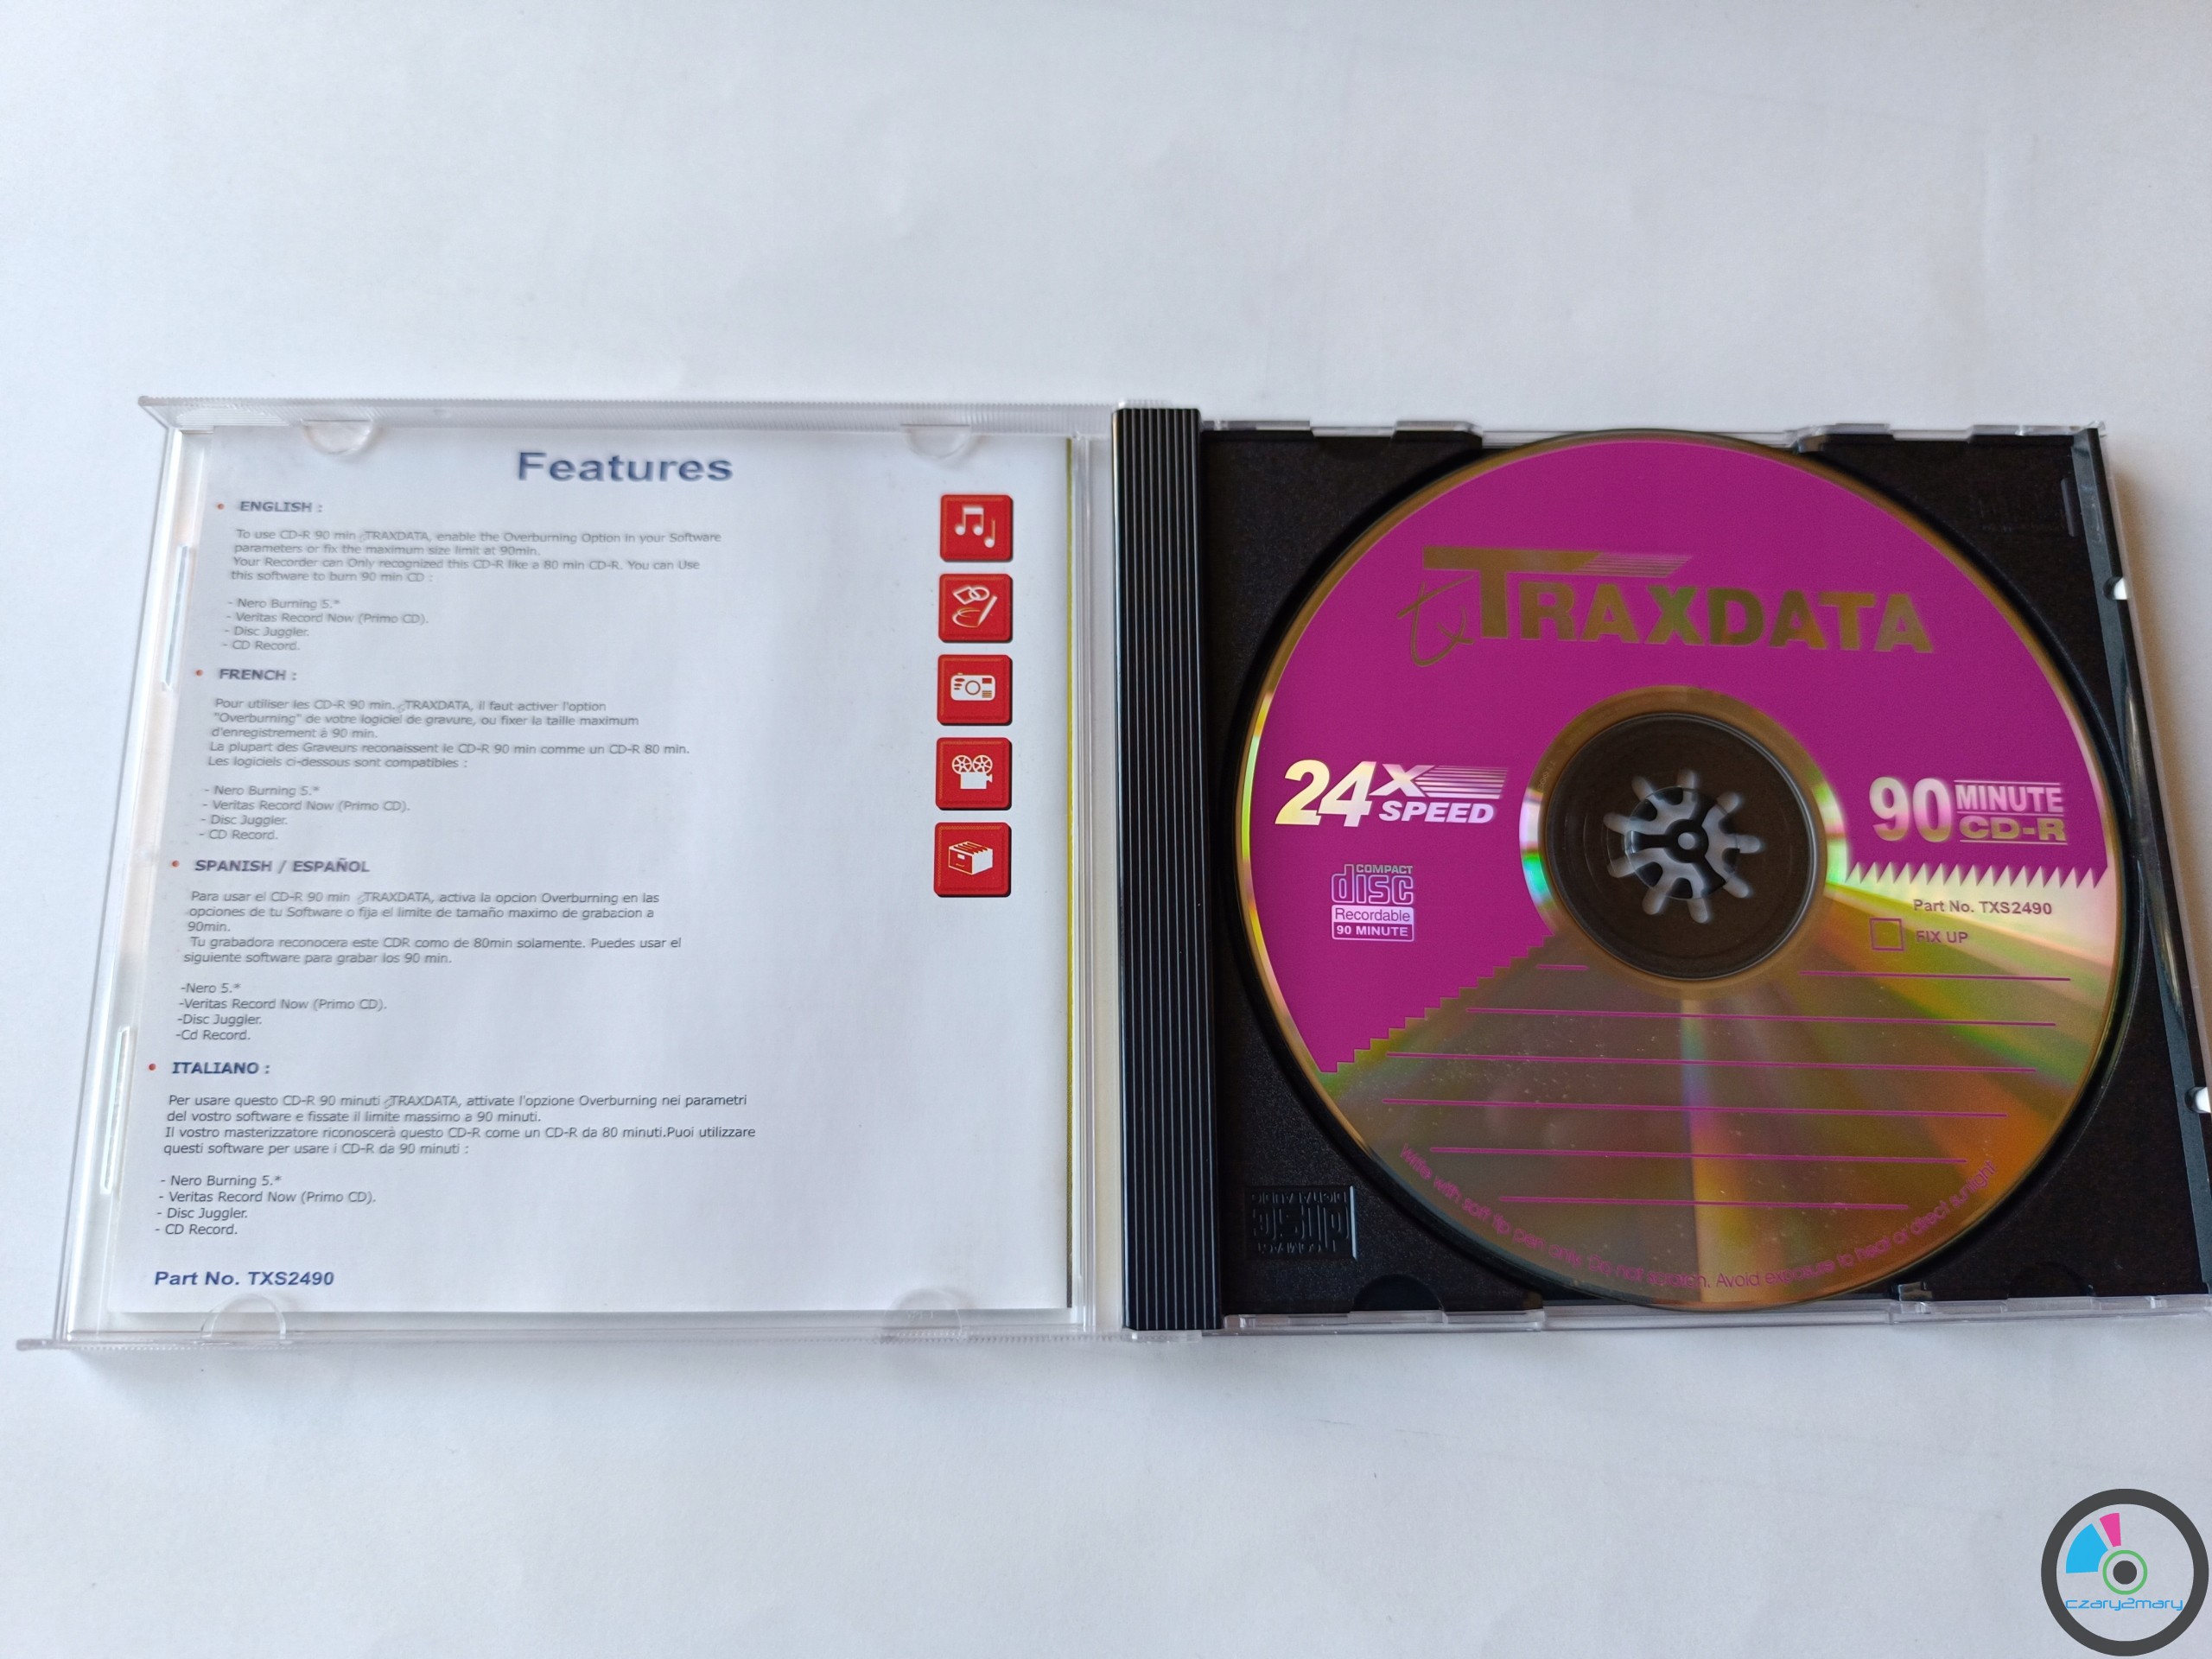 Features
ENGLISH :
To use CD-R 90 min TRAXDATA, enable the Overburning Option in your Software
parameters or fix the maximum size limit at 90min.
Your Recorder can Only recognized this CD-R like a 80 min CD-R. You can Use
this software to burn 90 min CD :
- Nero Burning 5.*
- Veritas Record Now (Primo CD).
- Disc Juggler.
- CD Record.
FRENCH :
Pour utiliser les CD-R 90 min. TRAXDATA, il faut activer l'option
"Overburning" de votre logiciel de gravure, ou fixer la taille maximum
d'enregistrement à 90 min.
La plupart des Graveurs reconaissent le CD-R 90 min comme un CD-R 80 min.
Les logiciels ci-dessous sont compatibles :
- Nero Burning 5.*
- Veritas Record Now (Primo CD).
- Disc Juggler.
- CD Record.
SPANISH / ESPAÑOL
Para usar el CD-R 90 min TRAXDATA, activa la opcion Overburning en las
opciones de tu Software o fija el limite de tamaño maximo de grabacion a
90min.
Tu grabadora reconocera este CDR como de 80min solamente. Puedes usar el
siguiente software para grabar los 90 min.
-Nero 5.*
-Veritas Record Now (Primo CD).
-Disc Juggler.
-Cd Record.
ITALIANO :
Per usare questo CD-R 90 minuti TRAXDATA, attivate l'opzione Overburning nei parametri
del vostro software e fissate il limite massimo a 90 minuti.
Il vostro masterizzatore riconoscerà questo CD-R come un CD-R da 80 minuti.Puoi utilizzare
questi software per usare i CD-R da 90 minuti :
- Nero Burning 5.*
- Veritas Record Now (Primo CD).
- Disc Juggler.
- CD Record.
Part No. TXS2490
tx TRAXDATA
24X SPEED
90 MINUTE
CD-R
COMPACT
disc
Recordable
90 MINUTE
Part No. TXS2490
FIX UP
Write with soft tip pen only. Do not scratch. Avoid exposure to heat or direct sunlight
COMPACT
disc
DIGITAL AUDIO
czary2mary